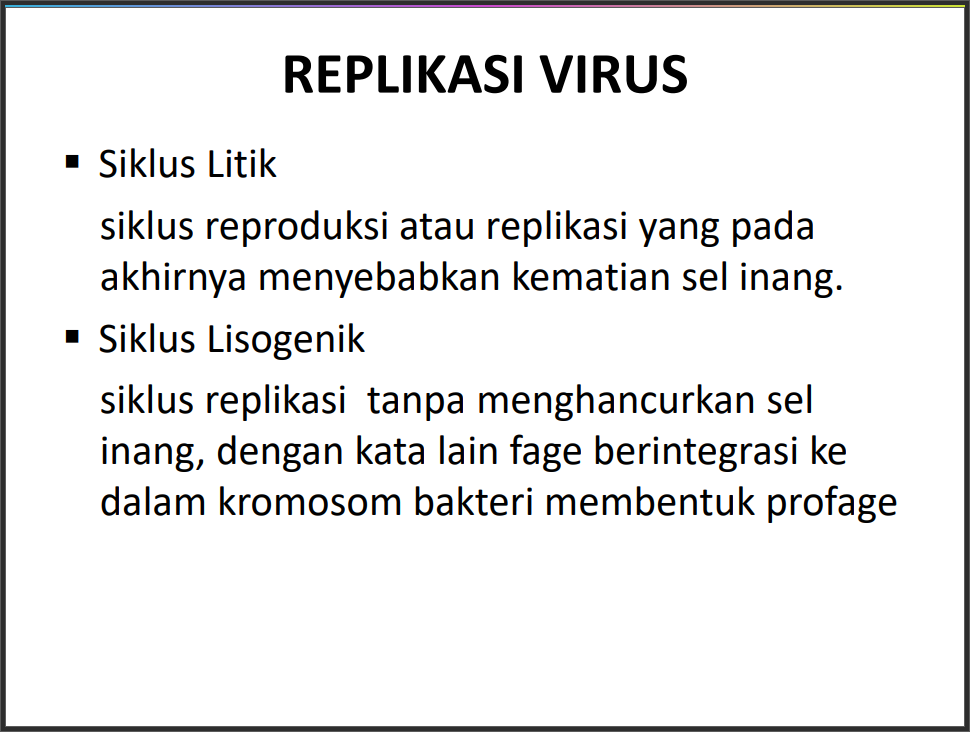 REPLIKASI VIRUS
▪ Siklus Litik
siklus reproduksi atau replikasi yang pada
akhirnya menyebabkan kematian sel inang.
▪ Siklus Lisogenik
siklus replikasi  tanpa menghancurkan sel
inang, dengan kata lain fage berintegrasi ke
dalam kromosom bakteri membentuk profage